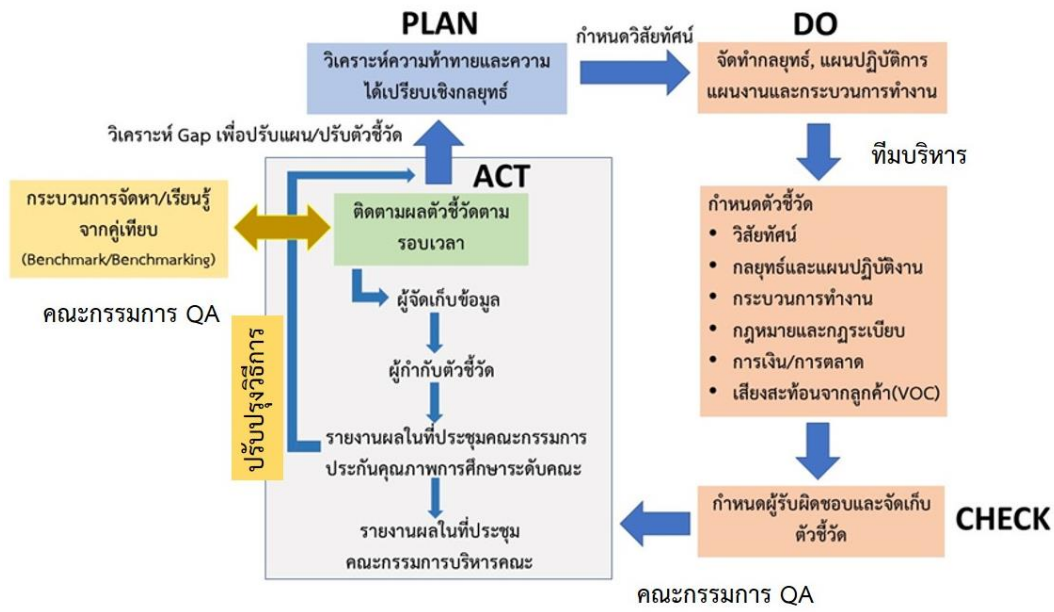 PLAN
วิเคราะห์ความท้าทายและความ
ได้เปรียบเชิงกลยุทธ์
กำหนดวิสัยทัศน์
DO
จัดทำกลยุทธ์, แผนปฏิบัติการ
แผนงานและกระบวนการทำงาน
ทีมบริหาร
กำหนดตัวชี้วัด
• วิสัยทัศน์
• กลยุทธ์และแผนปฏิบัติงาน
• กระบวนการทำงาน
• กฎหมายและกฏระเบียบ
• การเงิน/การตลาด
• เสียงสะท้อนจากลูกค้า(VOC)
กำหนดผู้รับผิดชอบและจัดเก็บ
ตัวชี้วัด
CHECK
คณะกรรมการ QA
วิเคราะห์ Gap เพื่อปรับแผน/ปรับตัวชี้วัด
ACT
ติดตามผลตัวชี้วัดตาม
รอบเวลา
ผู้จัดเก็บข้อมูล
ผู้กำกับตัวชี้วัด
รายงานผลในที่ประชุมคณะกรรมการ
ประกันคุณภาพการศึกษาระดับคณะ
รายงานผลในที่ประชุม
คณะกรรมการบริหารคณะ
กระบวนการจัดหา/เรียนรู้
จากคู่เทียบ
(Benchmark/Benchmarking)
คณะกรรมการ QA
ปรับปรุงวิธีการ